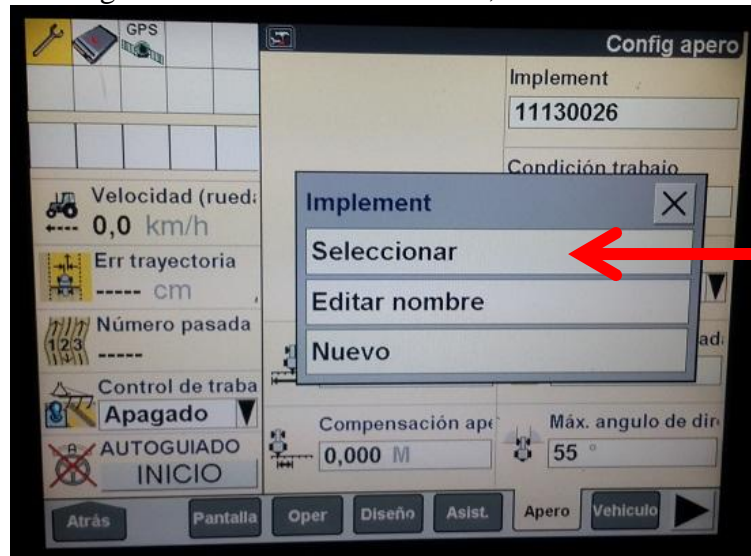 GPS
Config apero
Implement
11130026
Condición trabajo
Velocidad (rued
0,0 km/h
Err trayectoria
----- cm
Número pasada
123
-----
Control de traba
Apagado
AUTOGUIADO
INICIO
Implement
Seleccionar
Editar nombre
Nuevo
ad
Compensación ape
0,000 M
Máx. angulo de dir
55 °
Atrás
Pantalla
Oper
Diseño
Asist.
Apero
Vehiculo